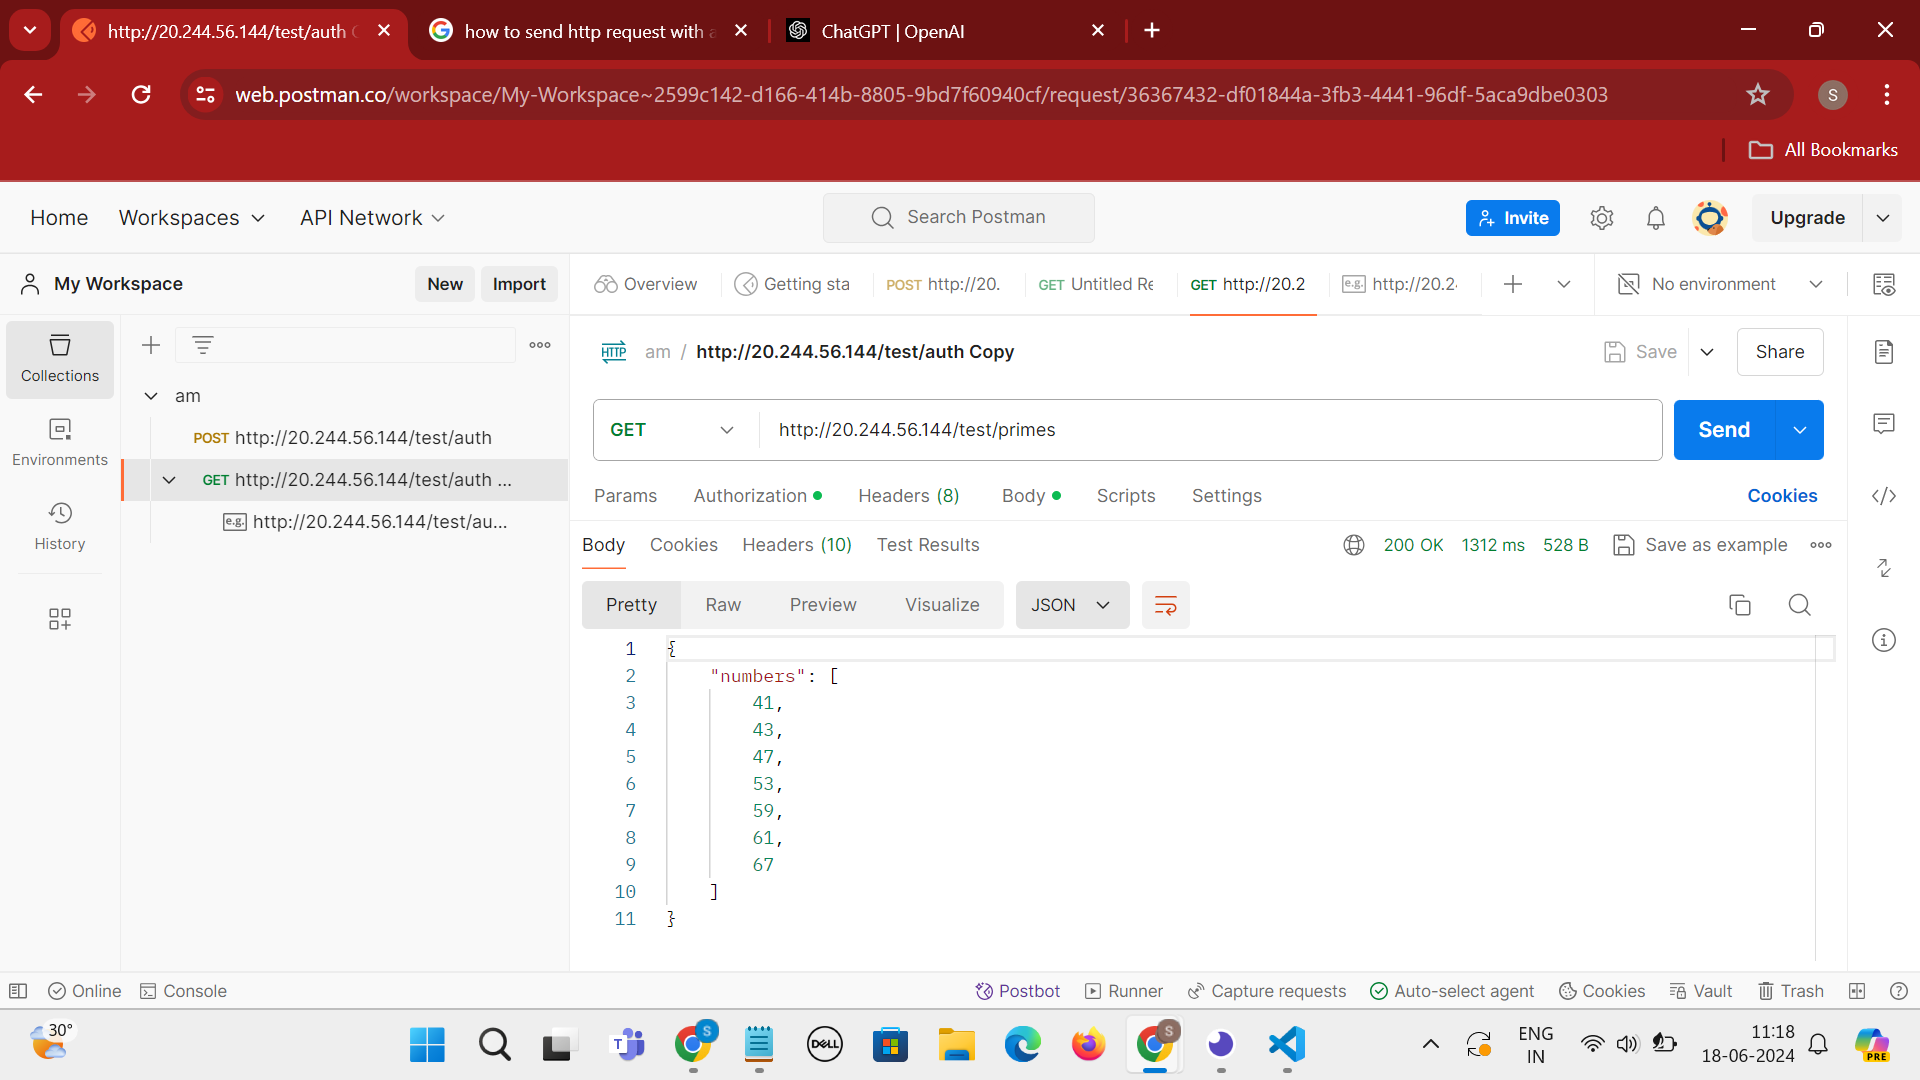 http://20.244.56.144/test/auth C
how to send http request with a
ChatGPT | OpenAI
web.postman.co/workspace/My-Workspace~2599c142-d166-414b-8805-9bd7f60940cf/request/36367432-df01844a-3fb3-4441-96df-5aca9dbe0303
S
All Bookmarks
Home
Workspaces
API Network
Search Postman
Invite
Upgrade
My Workspace
New
Import
Overview
Getting sta
POST http://20.
GET Untitled Re
GET http://20.2
e.g. http://20.2
No environment
Collections
Environments
History
am
POST http://20.244.56.144/test/auth
GET http://20.244.56.144/test/auth ...
e.g. http://20.244.56.144/test/au...
HTTP am / http://20.244.56.144/test/auth Copy
Save
Share
GET
http://20.244.56.144/test/primes
Send
Params
Authorization
Headers (8)
Body
Scripts
Settings
Cookies
Body
Cookies
Headers (10)
Test Results
200 OK
1312 ms
528 B
Save as example
Pretty
Raw
Preview
Visualize
JSON
1 {
2 "numbers": [
3 41,
4 43,
5 47,
6 53,
7 59,
8 61,
9 67
10 ]
11 }
Online
Console
Postbot
Runner
Capture requests
Auto-select agent
Cookies
Vault
Trash
30°
S
DELL
S
ENG
IN
11:18
18-06-2024
PRE